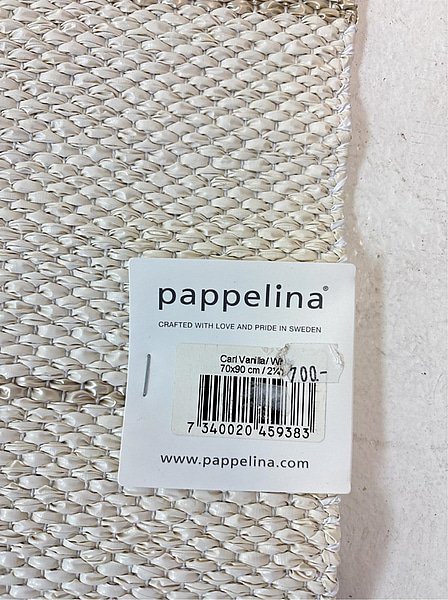 pappelina®
CRAFTED WITH LOVE AND PRIDE IN SWEDEN
Carl Vanilla/
70x90 cm /
700.-
7 340020 459383
www.pappelina.com